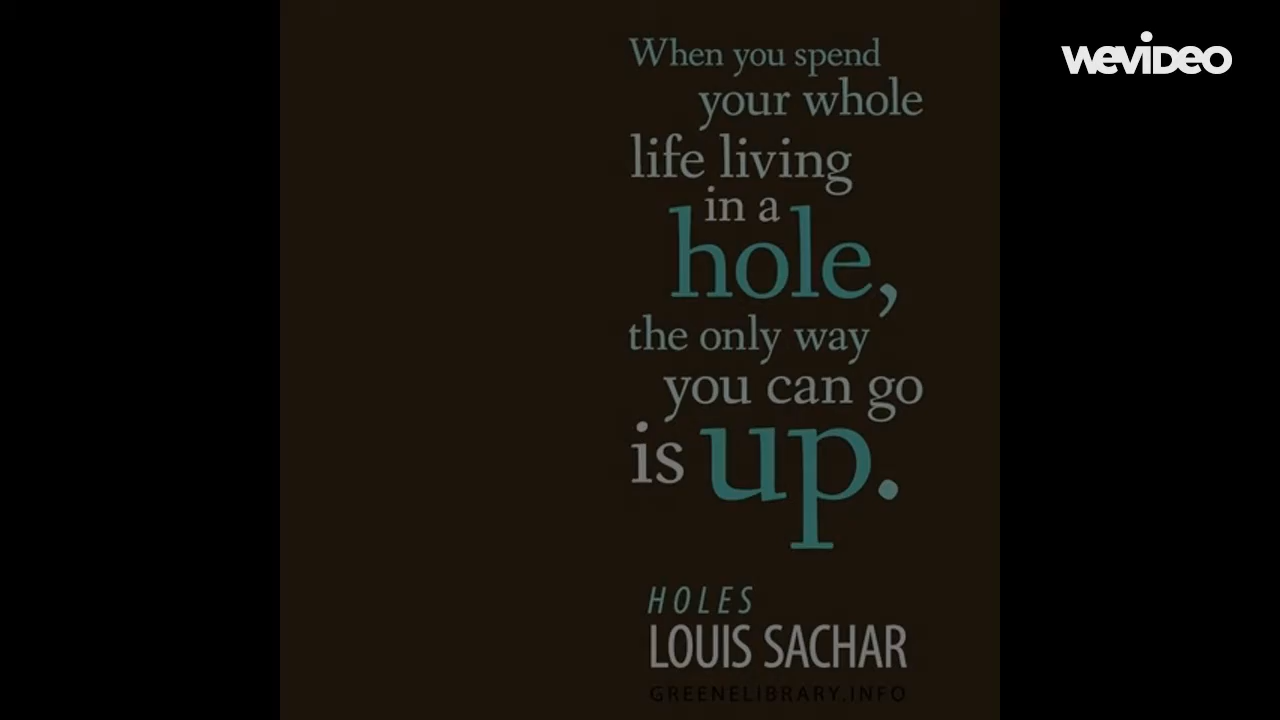 When you spend
your whole
life living
in a
hole,
the only way
you can go
is up.
HOLES
LOUIS SACHAR
GREENELIBRARY.INFO
WEVIDEO